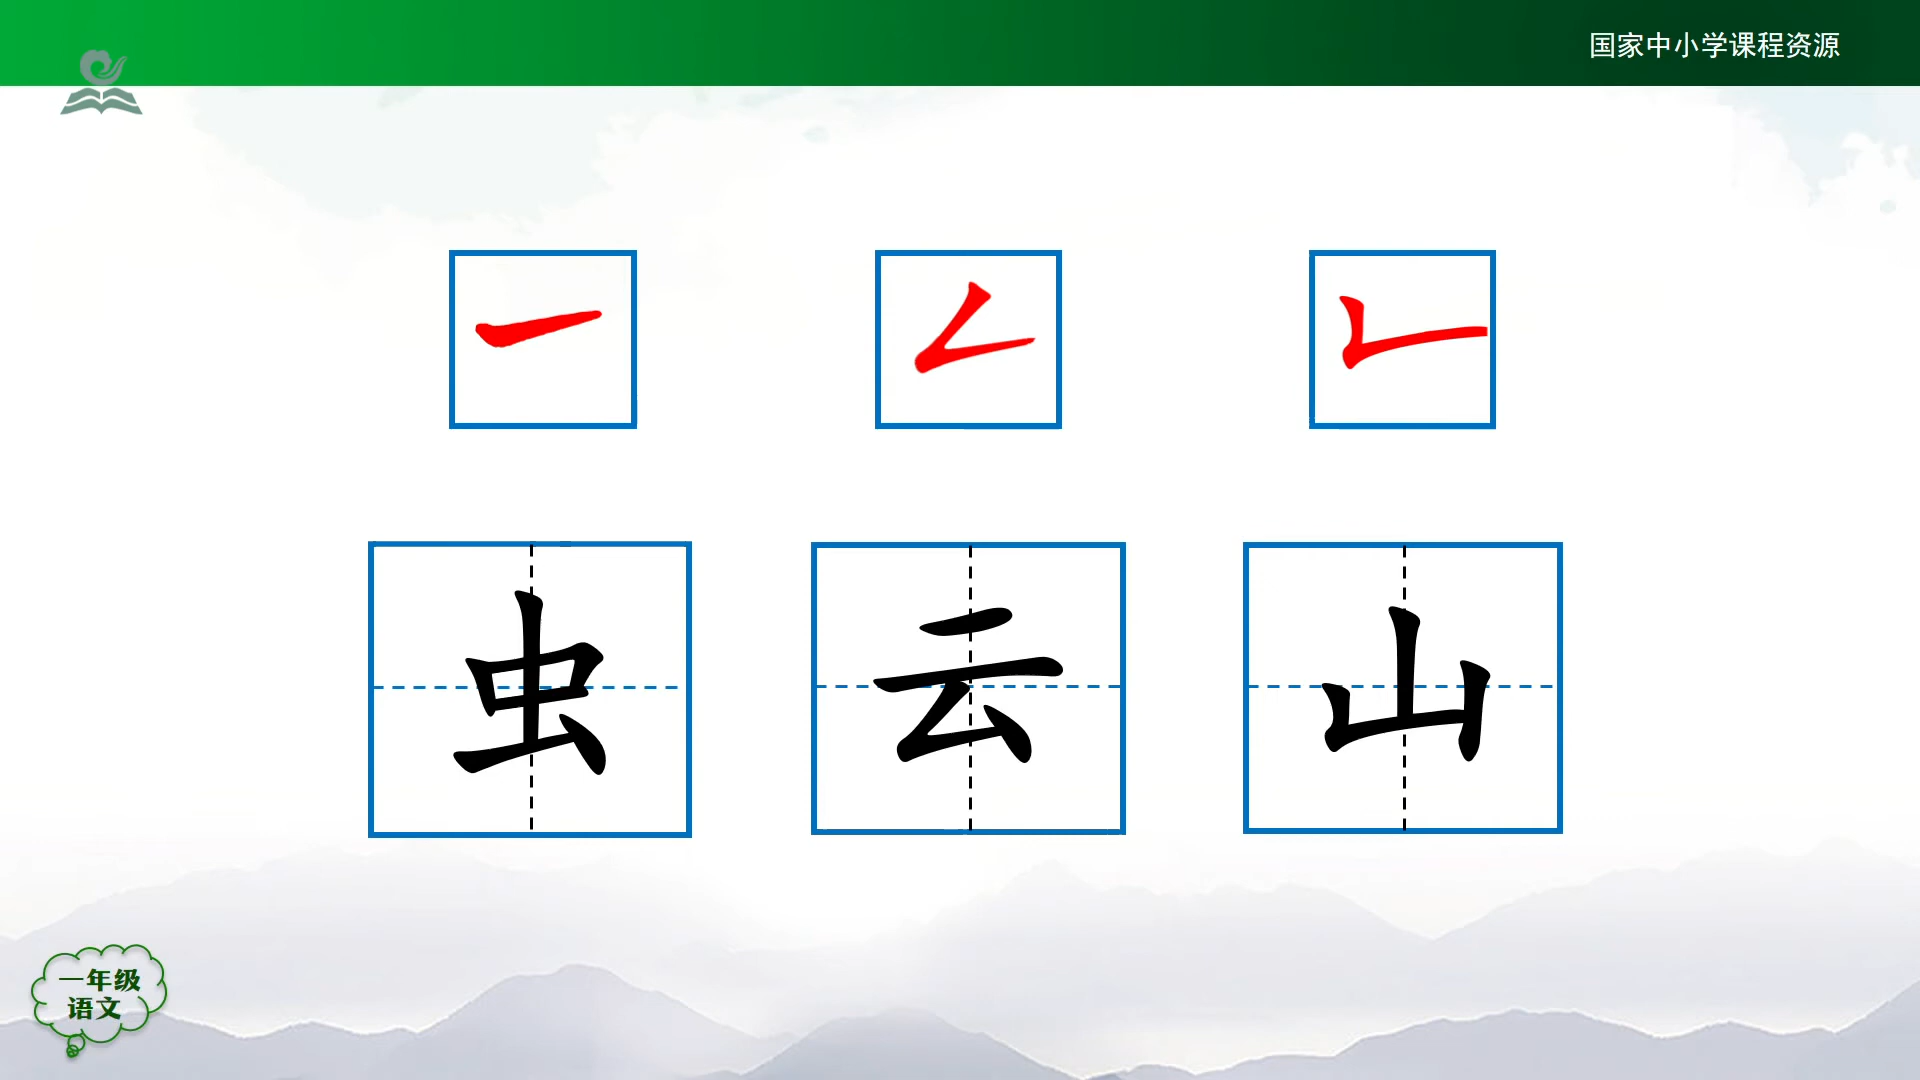 国家中小学课程资源
一 𠃋 𠃊
虫 云 山
一年级
语文